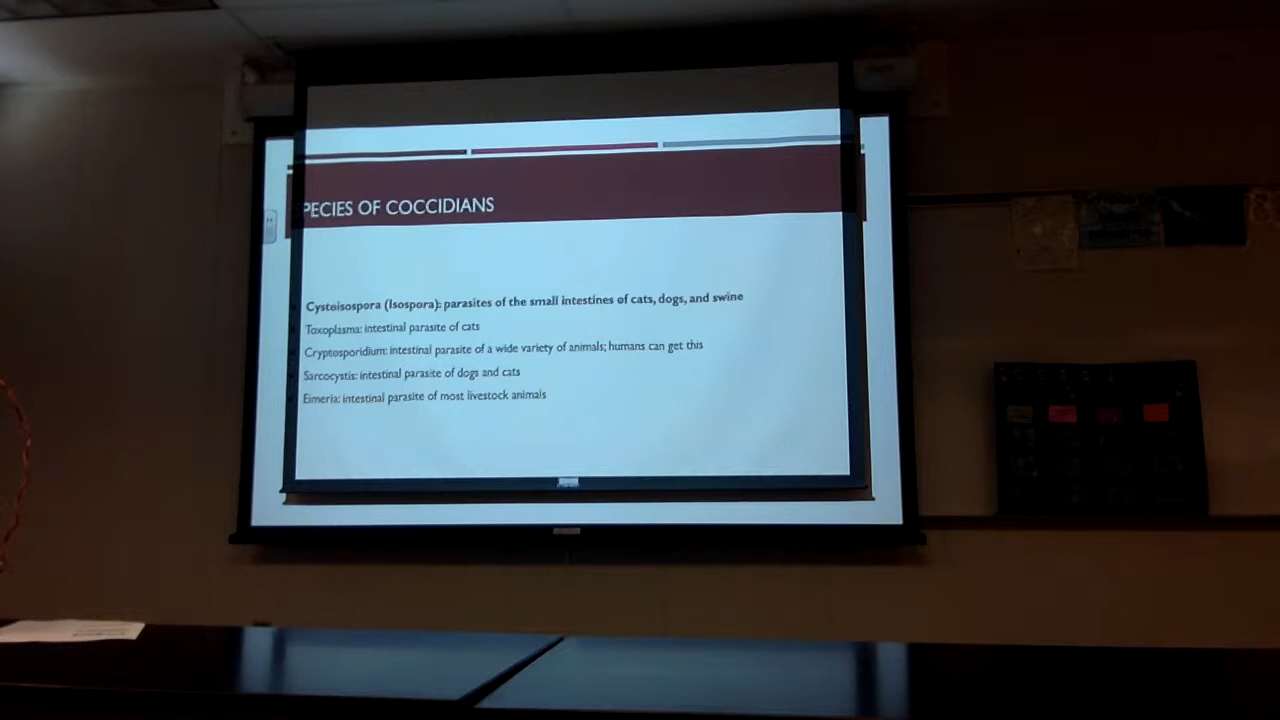 PECIES OF COCCIDIANS
Cystoisospora (Isospora): parasites of the small intestines of cats, dogs, and swine
Toxoplasma: intestinal parasite of cats
Cryptosporidium: intestinal parasite of a wide variety of animals; humans can get this
Sarcocystis: intestinal parasite of dogs and cats
Eimeria: intestinal parasite of most livestock animals